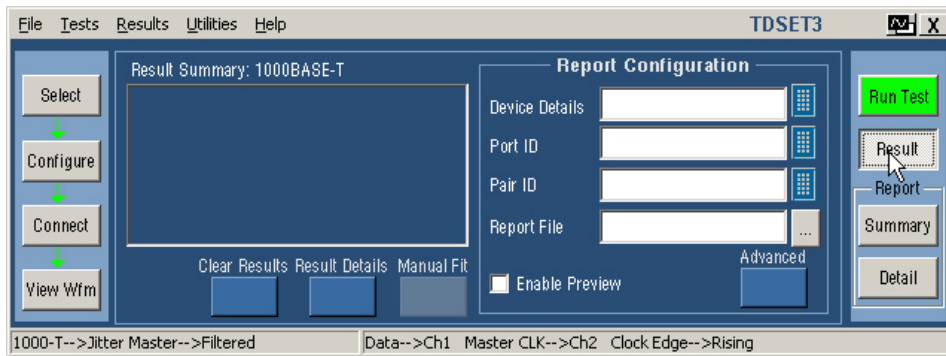 File Tests Results Utilities Help TDSET3 X
Select
Configure
Connect
View Wfm
Result Summary: 1000BASE-T
Clear Results Result Details Manual Fit
Report Configuration
Device Details
Port ID
Pair ID
Report File ...
Enable Preview
Advanced
Run Test
Result
Report
Summary
Detail
1000-T-->Jitter Master-->Filtered Data-->Ch1 Master CLK-->Ch2 Clock Edge-->Rising